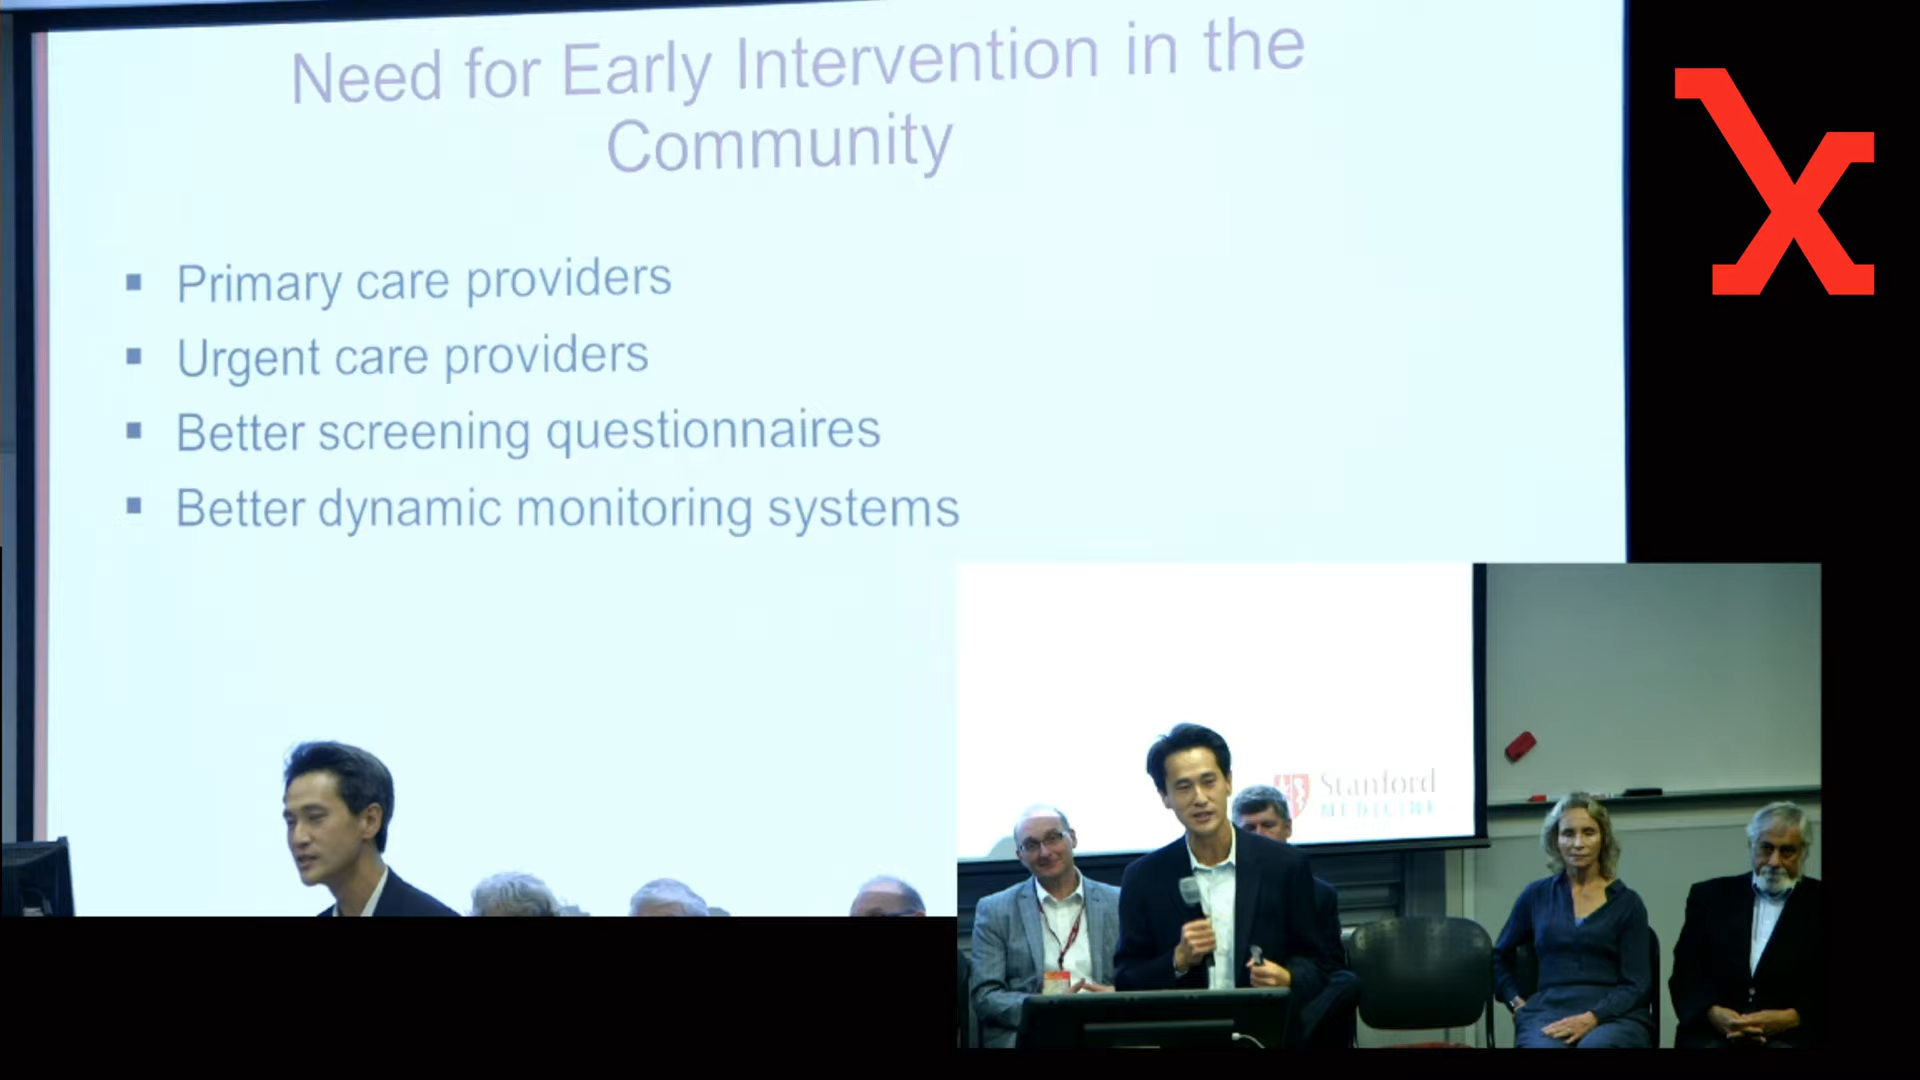 Need for Early Intervention in the
Community
▪ Primary care providers
▪ Urgent care providers
▪ Better screening questionnaires
▪ Better dynamic monitoring systems
Stanford
MEDICINE